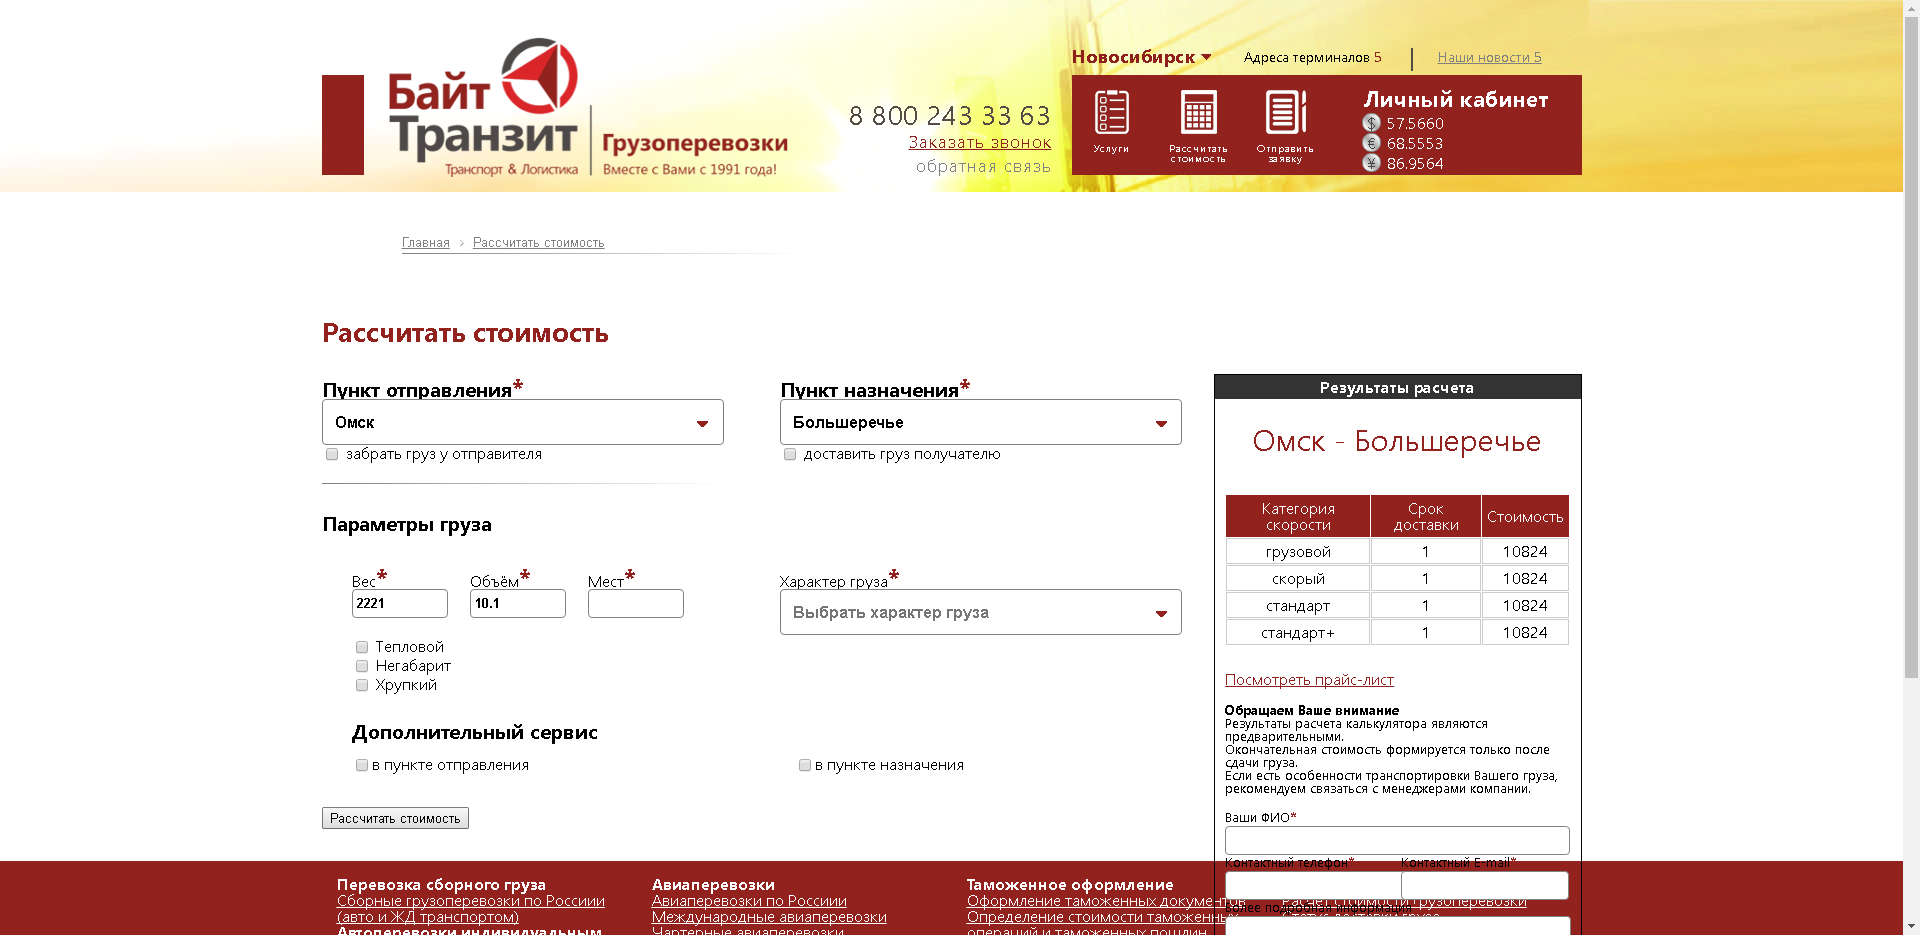 Байт
Транзит
Транспорт & Логистика
Грузоперевозки
Вместе с Вами с 1991 года!
8 800 243 33 63
Заказать звонок
обратная связь
Новосибирск
Адреса терминалов 5
Наши новости 5
Услуги
Рассчитать
стоимость
Отправить
заявку
Личный кабинет
$ 57.5660
€ 68.5553
¥ 86.9564
Главная › Рассчитать стоимость
Рассчитать стоимость
Пункт отправления*
Омск
забрать груз у отправителя
Пункт назначения*
Большеречье
доставить груз получателю
Параметры груза
Вес* Объём* Мест*
2221 10.1
Характер груза*
Выбрать характер груза
Тепловой
Негабарит
Хрупкий
Дополнительный сервис
в пункте отправления
в пункте назначения
Рассчитать стоимость
Результаты расчета
Омск - Большеречье
Категория скорости Срок доставки Стоимость
грузовой 1 10824
скорый 1 10824
стандарт 1 10824
стандарт+ 1 10824
Посмотреть прайс-лист
Обращаем Ваше внимание
Результаты расчета калькулятора являются
предварительными.
Окончательная стоимость формируется только после
сдачи груза.
Если есть особенности транспортировки Вашего груза,
рекомендуем связаться с менеджерами компании.
Ваши ФИО*
Контактный телефон* Контактный E-mail*
Более подробная информация
Перевозка сборного груза
Сборные грузоперевозки по Росиии
(авто и ЖД транспортом)
Автоперевозки индивидуальным
Авиаперевозки
Авиаперевозки по Росиии
Международные авиаперевозки
Чартерные авиаперевозки
Таможенное оформление
Оформление таможенных документов
Определение стоимости таможенных
операций и таможенных пошлин
Расчет стоимости грузоперевозки
Статус доставки груза